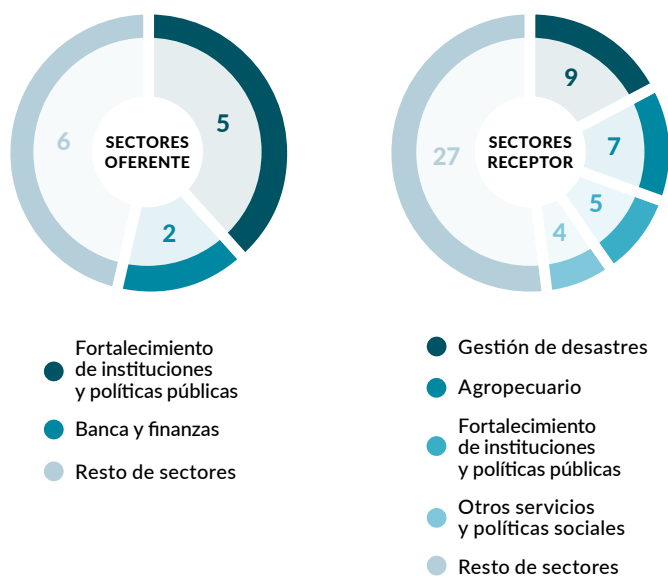 6
5
2
SECTORES
OFERENTE
Fortalecimiento
de instituciones
y políticas públicas
Banca y finanzas
Resto de sectores
9
7
5
4
27
SECTORES
RECEPTOR
Gestión de desastres
Agropecuario
Fortalecimiento
de instituciones
y políticas públicas
Otros servicios
y políticas sociales
Resto de sectores